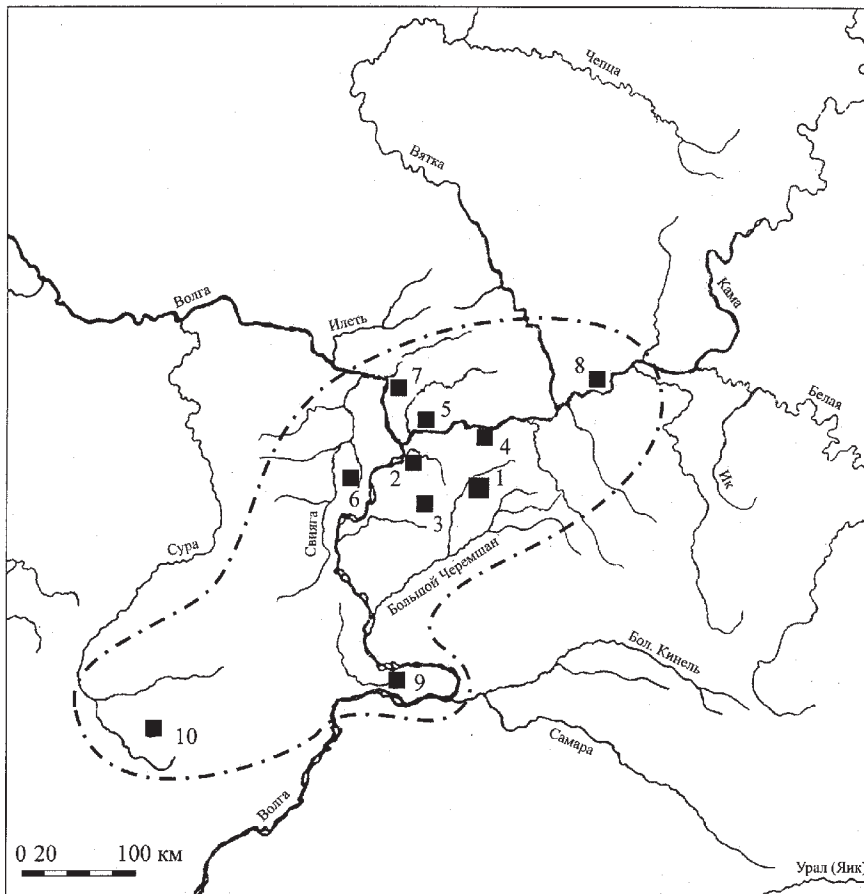 Чепца
Вятка
Кама
Волга
Илеть
7
8
Белая
5
4
Ик
2
1
6
3
Свияга
Сура
Большой Черемшан
Бол. Кинель
9
10
Самара
Волга
0 20 100 км
Урал (Яик)